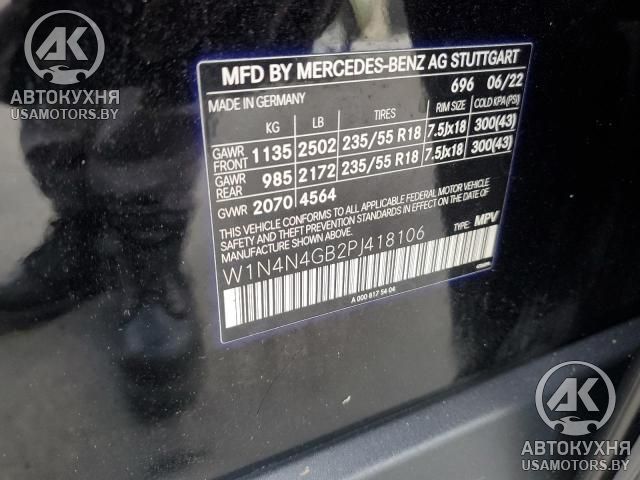 AK
АВТОКУХНЯ
USAMOTORS.BY
MFD BY MERCEDES-BENZ AG STUTTGART
696 06/22
MADE IN GERMANY
KG LB TIRES RIM SIZE COLD KPA(PSI)
GAWR FRONT 1135 2502 235/55 R18 7.5Jx18 300(43)
GAWR REAR 985 2172 235/55 R18 7.5Jx18 300(43)
GVWR 2070 4564
THIS VEHICLE CONFORMS TO ALL APPLICABLE FEDERAL MOTOR VEHICLE
SAFETY AND THEFT PREVENTION STANDARDS IN EFFECT ON THE DATE OF
MANUFACTURE SHOWN ABOVE.
W1N4N4GB2PJ418106 TYPE: MPV
A 000 817 54 04
AK
АВТОКУХНЯ
USAMOTORS.BY